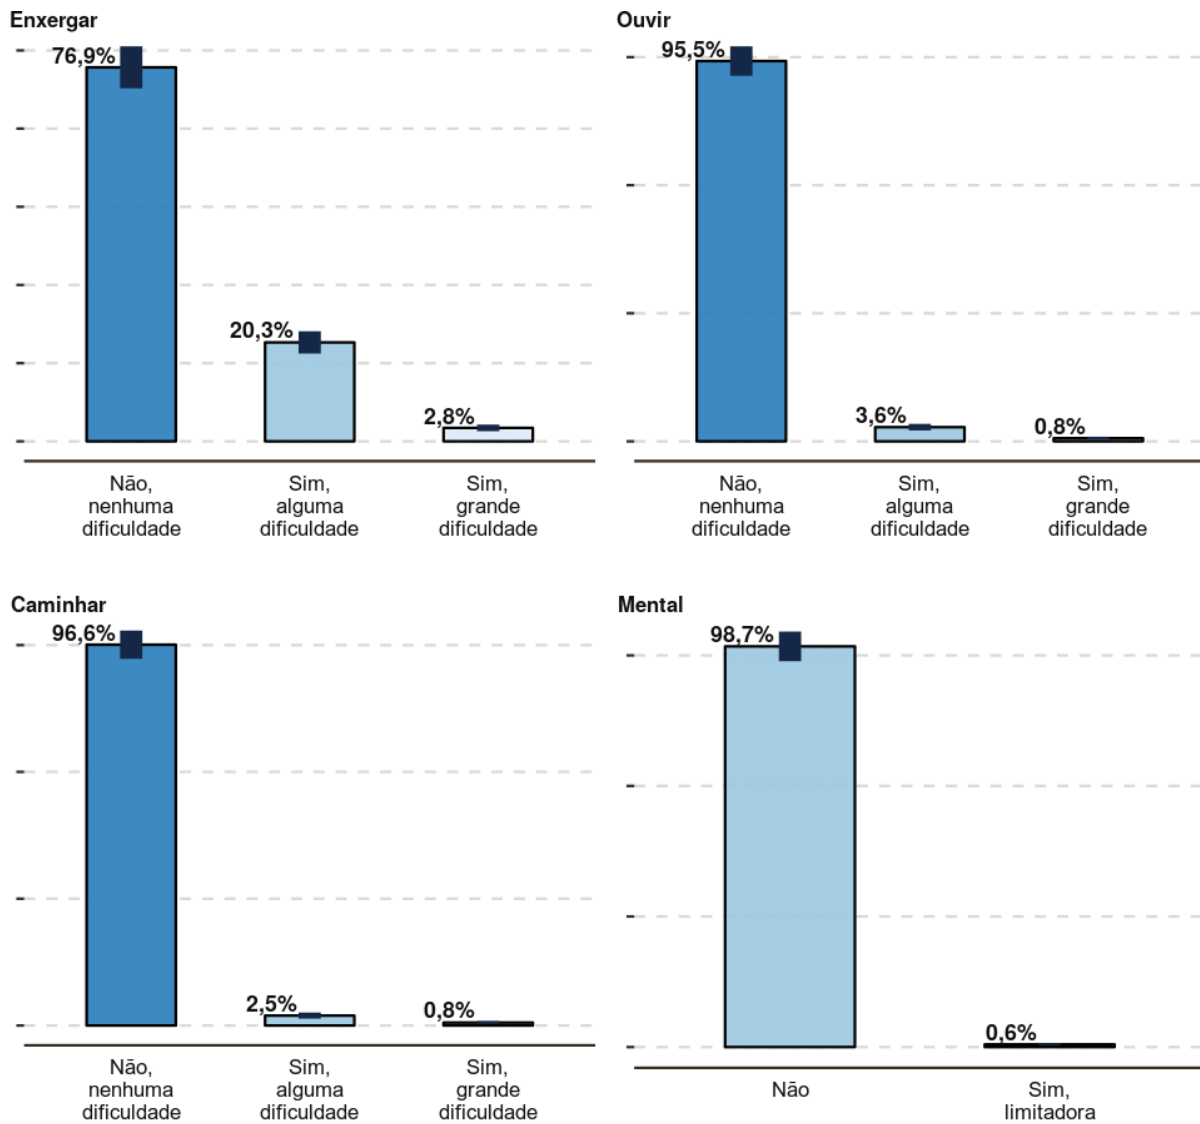 Enxergar
76,9%
20,3%
2,8%
Não,
nenhuma
dificuldade
Sim,
alguma
dificuldade
Sim,
grande
dificuldade
Ouvir
95,5%
3,6%
0,8%
Não,
nenhuma
dificuldade
Sim,
alguma
dificuldade
Sim,
grande
dificuldade
Caminhar
96,6%
2,5%
0,8%
Não,
nenhuma
dificuldade
Sim,
alguma
dificuldade
Sim,
grande
dificuldade
Mental
98,7%
0,6%
Não
Sim,
limitadora